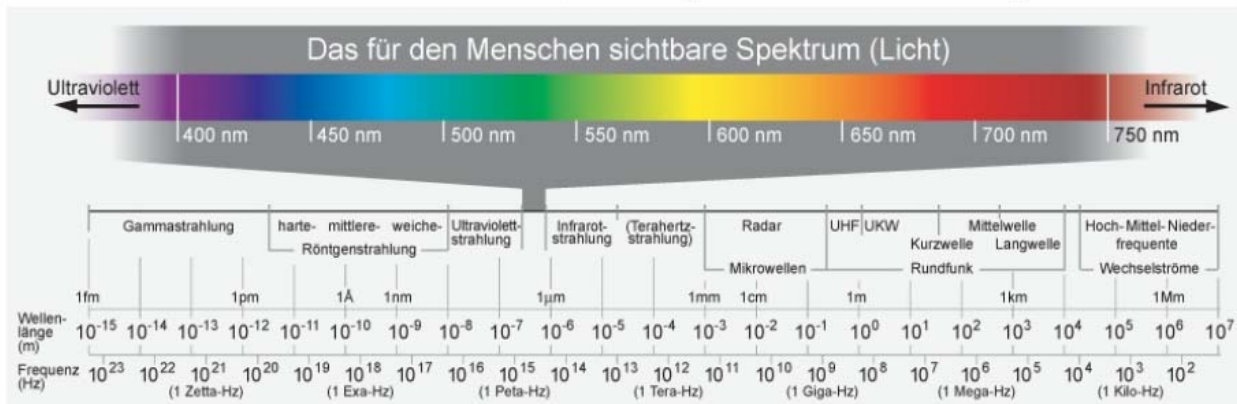 Das für den Menschen sichtbare Spektrum (Licht)
Ultraviolett Infrarot
400 nm 450 nm 500 nm 550 nm 600 nm 650 nm 700 nm 750 nm
Gammastrahlung harte- mittlere- weiche- Ultraviolett- Infrarot- (Terahertz- Radar UHF UKW Mittelwelle Hoch- Mittel- Nieder-
Röntgenstrahlung strahlung strahlung strahlung) Kurzwelle Langwelle frequente
Mikrowellen Rundfunk Wechselströme
1fm 1pm 1Å 1nm 1µm 1mm 1cm 1m 1km 1Mm
Wellen-
länge
(m)
10⁻¹⁵ 10⁻¹⁴ 10⁻¹³ 10⁻¹² 10⁻¹¹ 10⁻¹⁰ 10⁻⁹ 10⁻⁸ 10⁻⁷ 10⁻⁶ 10⁻⁵ 10⁻⁴ 10⁻³ 10⁻² 10⁻¹ 10⁰ 10¹ 10² 10³ 10⁴ 10⁵ 10⁶ 10⁷
Frequenz
(Hz)
10²³ 10²² 10²¹ 10²⁰ 10¹⁹ 10¹⁸ 10¹⁷ 10¹⁶ 10¹⁵ 10¹⁴ 10¹³ 10¹² 10¹¹ 10¹⁰ 10⁹ 10⁸ 10⁷ 10⁶ 10⁵ 10⁴ 10³ 10²
(1 Zetta-Hz) (1 Exa-Hz) (1 Peta-Hz) (1 Tera-Hz) (1 Giga-Hz) (1 Mega-Hz) (1 Kilo-Hz)